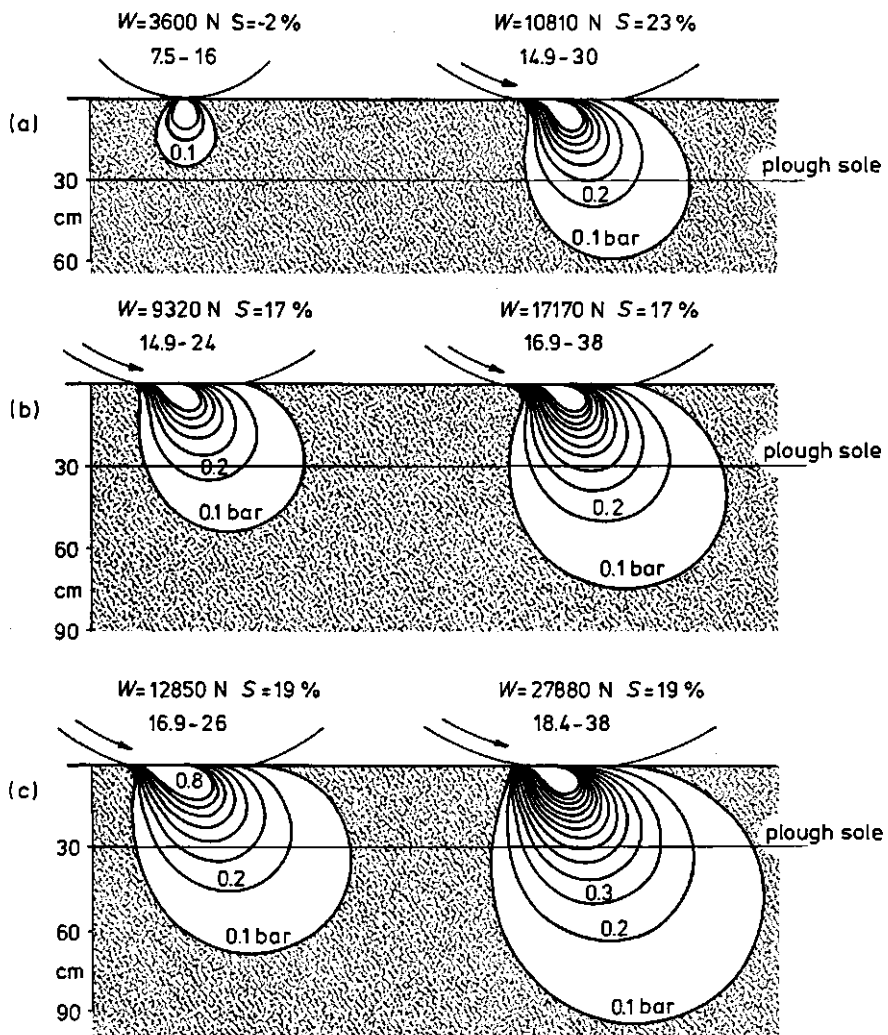 W=3600 N S=-2 %
7.5-16
W=10810 N S=23 %
14.9-30
(a)
0.1
plough sole
30
0.2
cm
0.1 bar
60
W=9320 N S=17 %
14.9-24
W=17170 N S=17 %
16.9-38
(b)
plough sole
30
0.2
0.2
0.1 bar
60
0.1 bar
cm
90
W=12850 N S=19 %
16.9-26
W=27880 N S=19 %
18.4-38
(c)
0.8
plough sole
30
0.2
0.3
0.2
60
0.1 bar
cm
0.1 bar
90